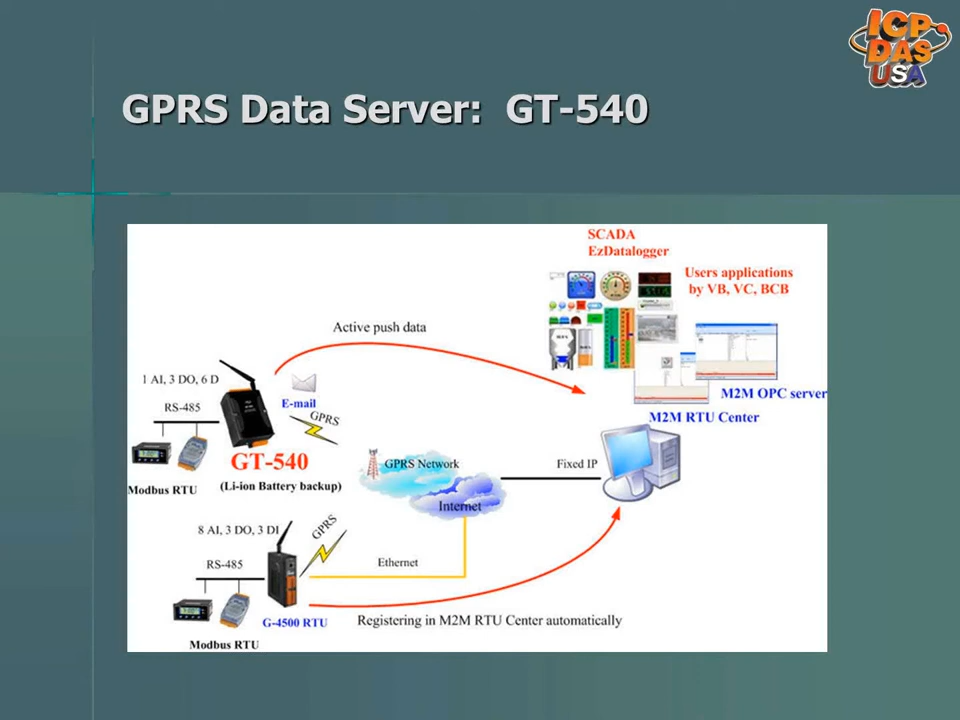 ICP
DAS
USA
GPRS Data Server: GT-540
SCADA
EzDatalogger
Users applications
by VB, VC, BCB
Active push data
1 AI, 3 DO, 6 D
E-mail
RS-485
GPRS
M2M OPC server
M2M RTU Center
GT-540
(Li-ion Battery backup)
Modbus RTU
GPRS Network
Fixed IP
Internet
8 AI, 3 DO, 3 DI
GPRS
RS-485
Ethernet
G-4500 RTU
Registering in M2M RTU Center automatically
Modbus RTU